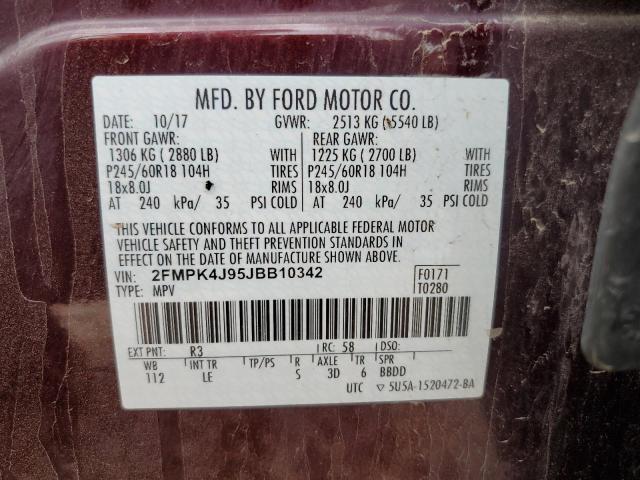 MFD. BY FORD MOTOR CO.
DATE: 10/17 GVWR: 2513 KG ( 5540 LB)
FRONT GAWR: REAR GAWR:
1306 KG ( 2880 LB) WITH 1225 KG ( 2700 LB) WITH
P245/60R18 104H TIRES P245/60R18 104H TIRES
18x8.0J RIMS 18x8.0J RIMS
AT 240 kPa/ 35 PSI COLD AT 240 kPa/ 35 PSI COLD
THIS VEHICLE CONFORMS TO ALL APPLICABLE FEDERAL MOTOR
VEHICLE SAFETY AND THEFT PREVENTION STANDARDS IN
EFFECT ON THE DATE OF MANUFACTURE SHOWN ABOVE.
VIN: 2FMPK4J95JBB10342 F0171
TYPE: MPV T0280
EXT PNT: R3 RC: 58 DSO:
WB INT TR TP/PS R AXLE TR SPR
112 LE S 3D 6 BBDD
UTC ▽ 5U5A-1520472-BA